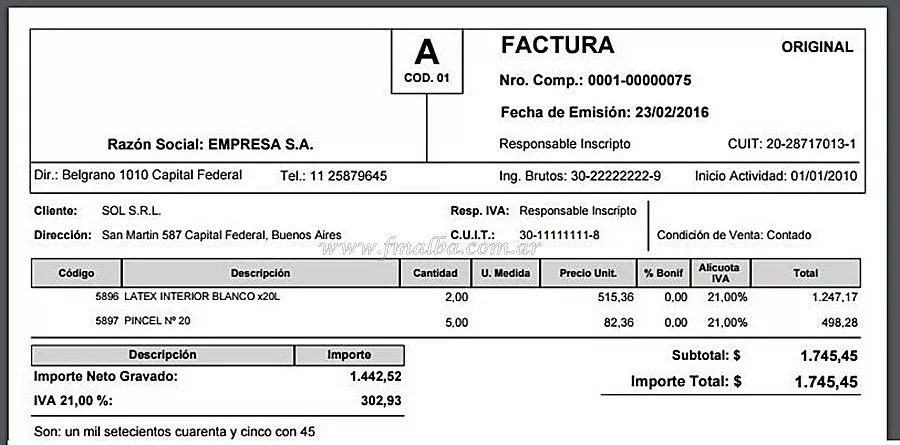 A
COD. 01
FACTURA
ORIGINAL
Nro. Comp.: 0001-00000075
Fecha de Emisión: 23/02/2016
Razón Social: EMPRESA S.A.
Responsable Inscripto CUIT: 20-28717013-1
Dir.: Belgrano 1010 Capital Federal Tel.: 11 25879645 Ing. Brutos: 30-22222222-9 Inicio Actividad: 01/01/2010
Cliente: SOL S.R.L. Resp. IVA: Responsable Inscripto
Dirección: San Martin 587 Capital Federal, Buenos Aires C.U.I.T.: 30-11111111-8 Condición de Venta: Contado
www.fmalba.com.ar
Código Descripción Cantidad U. Medida Precio Unit. % Bonif Alicuota IVA Total
5896 LATEX INTERIOR BLANCO x20L 2,00 515,36 0,00 21,00% 1.247,17
5897 PINCEL Nº 20 5,00 82,36 0,00 21,00% 498,28
Descripción Importe
Importe Neto Gravado: 1.442,52
IVA 21,00 %: 302,93
Subtotal: $ 1.745,45
Importe Total: $ 1.745,45
Son: un mil setecientos cuarenta y cinco con 45